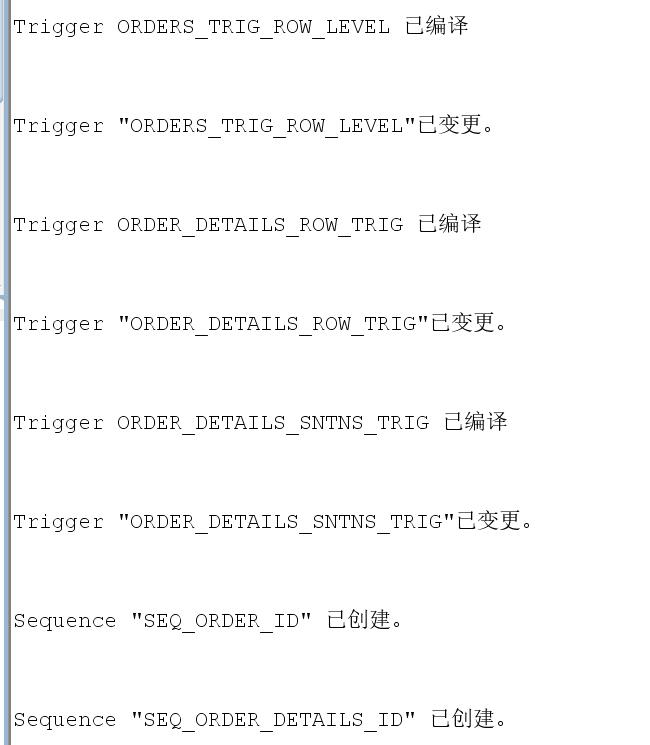 Trigger ORDERS_TRIG_ROW_LEVEL 已编译
Trigger "ORDERS_TRIG_ROW_LEVEL"已变更。
Trigger ORDER_DETAILS_ROW_TRIG 已编译
Trigger "ORDER_DETAILS_ROW_TRIG"已变更。
Trigger ORDER_DETAILS_SNTNS_TRIG 已编译
Trigger "ORDER_DETAILS_SNTNS_TRIG"已变更。
Sequence "SEQ_ORDER_ID" 已创建。
Sequence "SEQ_ORDER_DETAILS_ID" 已创建。